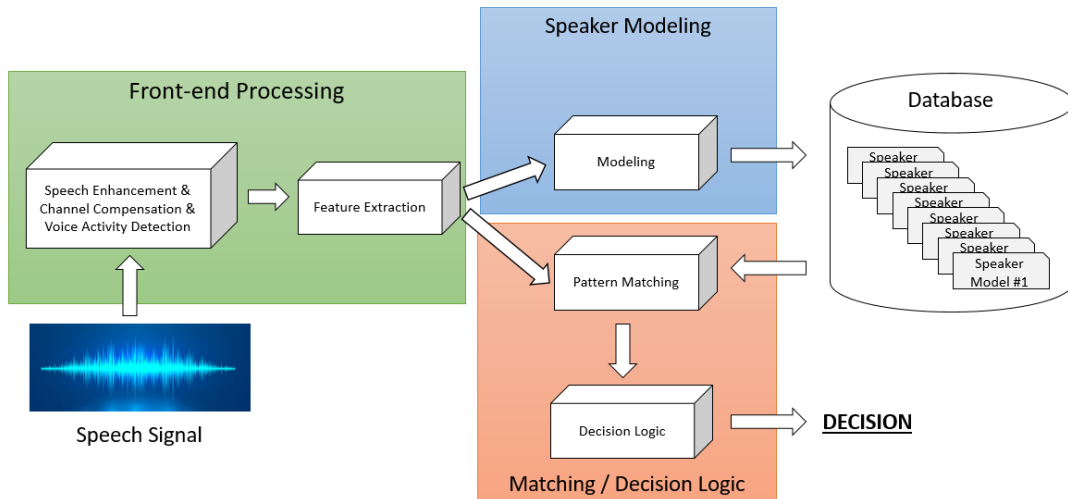 Speaker Modeling
Front-end Processing
Database
Modeling
Speaker
Speaker
Speaker
Speaker
Speaker
Speaker
Speaker
Speaker
Model #1
Speech Enhancement &
Channel Compensation &
Voice Activity Detection
Feature Extraction
Pattern Matching
Speech Signal
Decision Logic
DECISION
Matching / Decision Logic